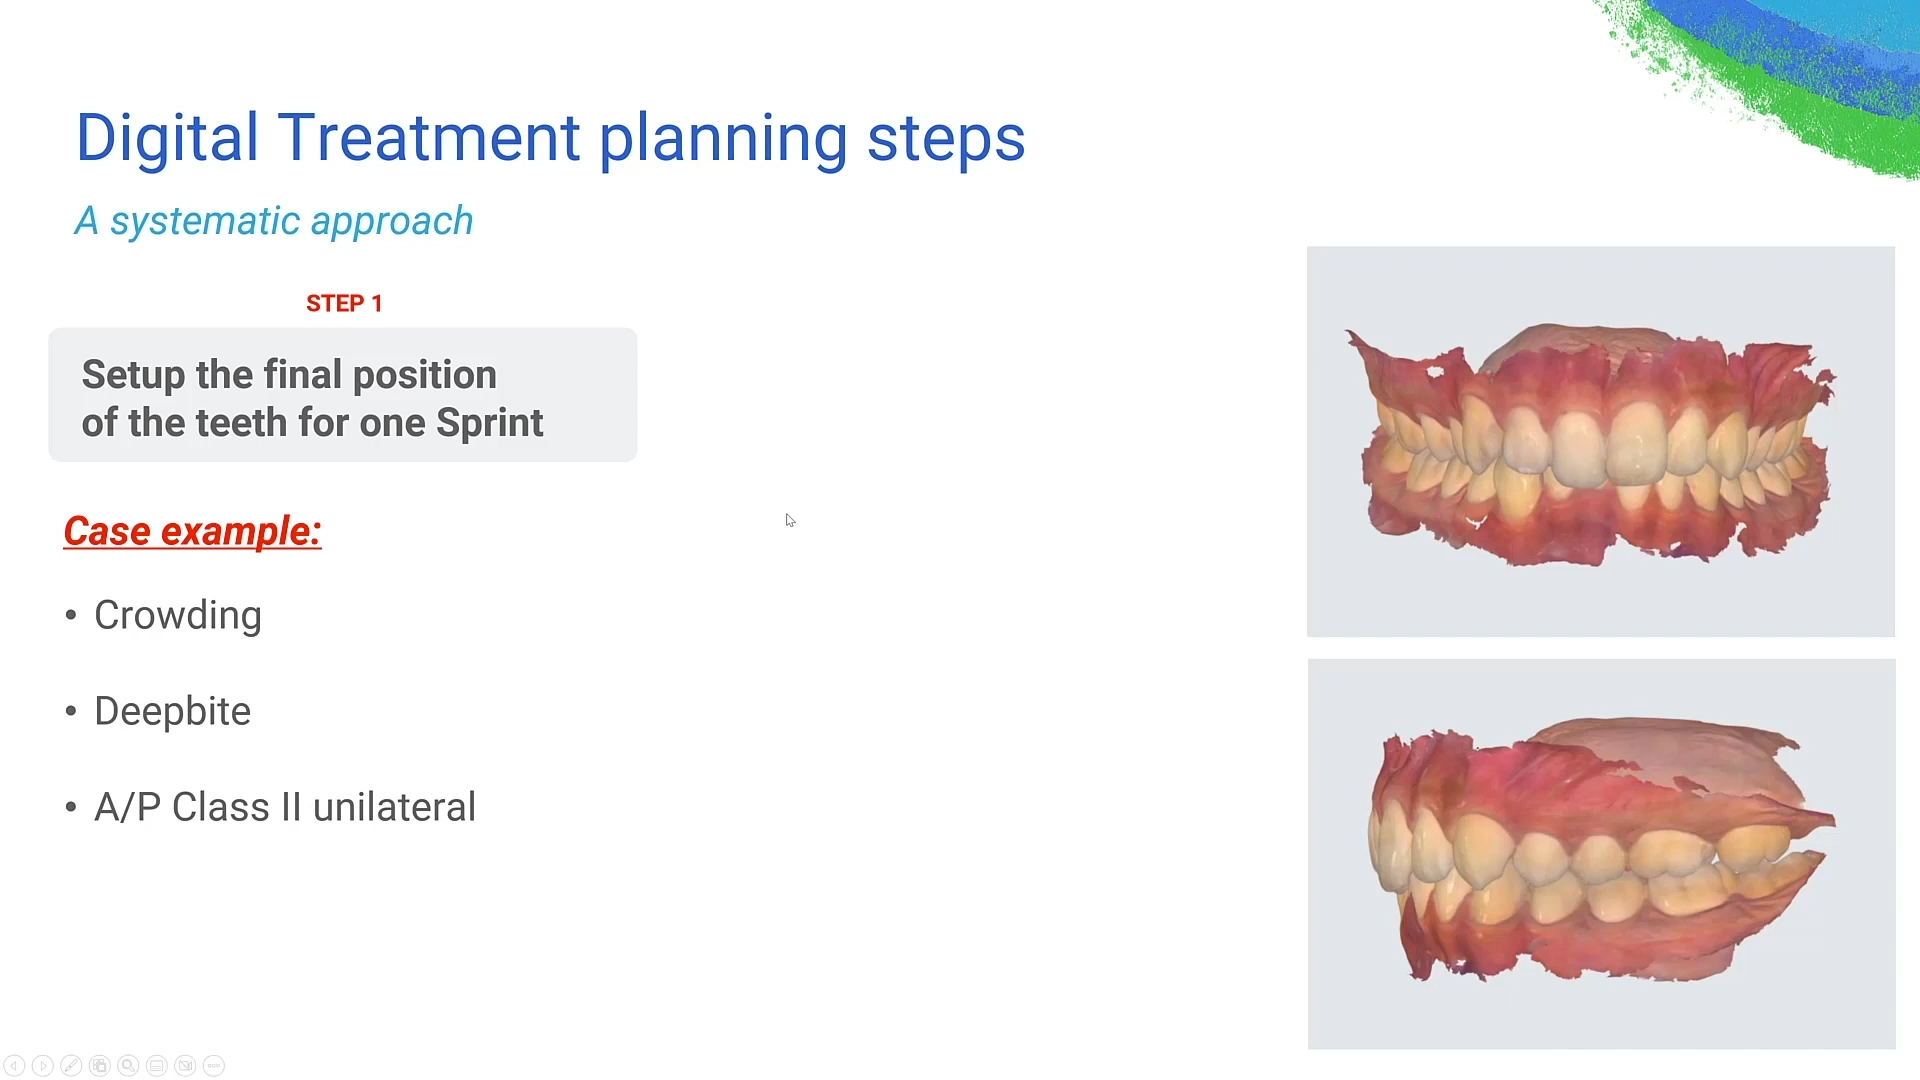 Digital Treatment planning steps
A systematic approach
STEP 1
Setup the final position
of the teeth for one Sprint
Case example:
• Crowding
• Deepbite
• A/P Class II unilateral